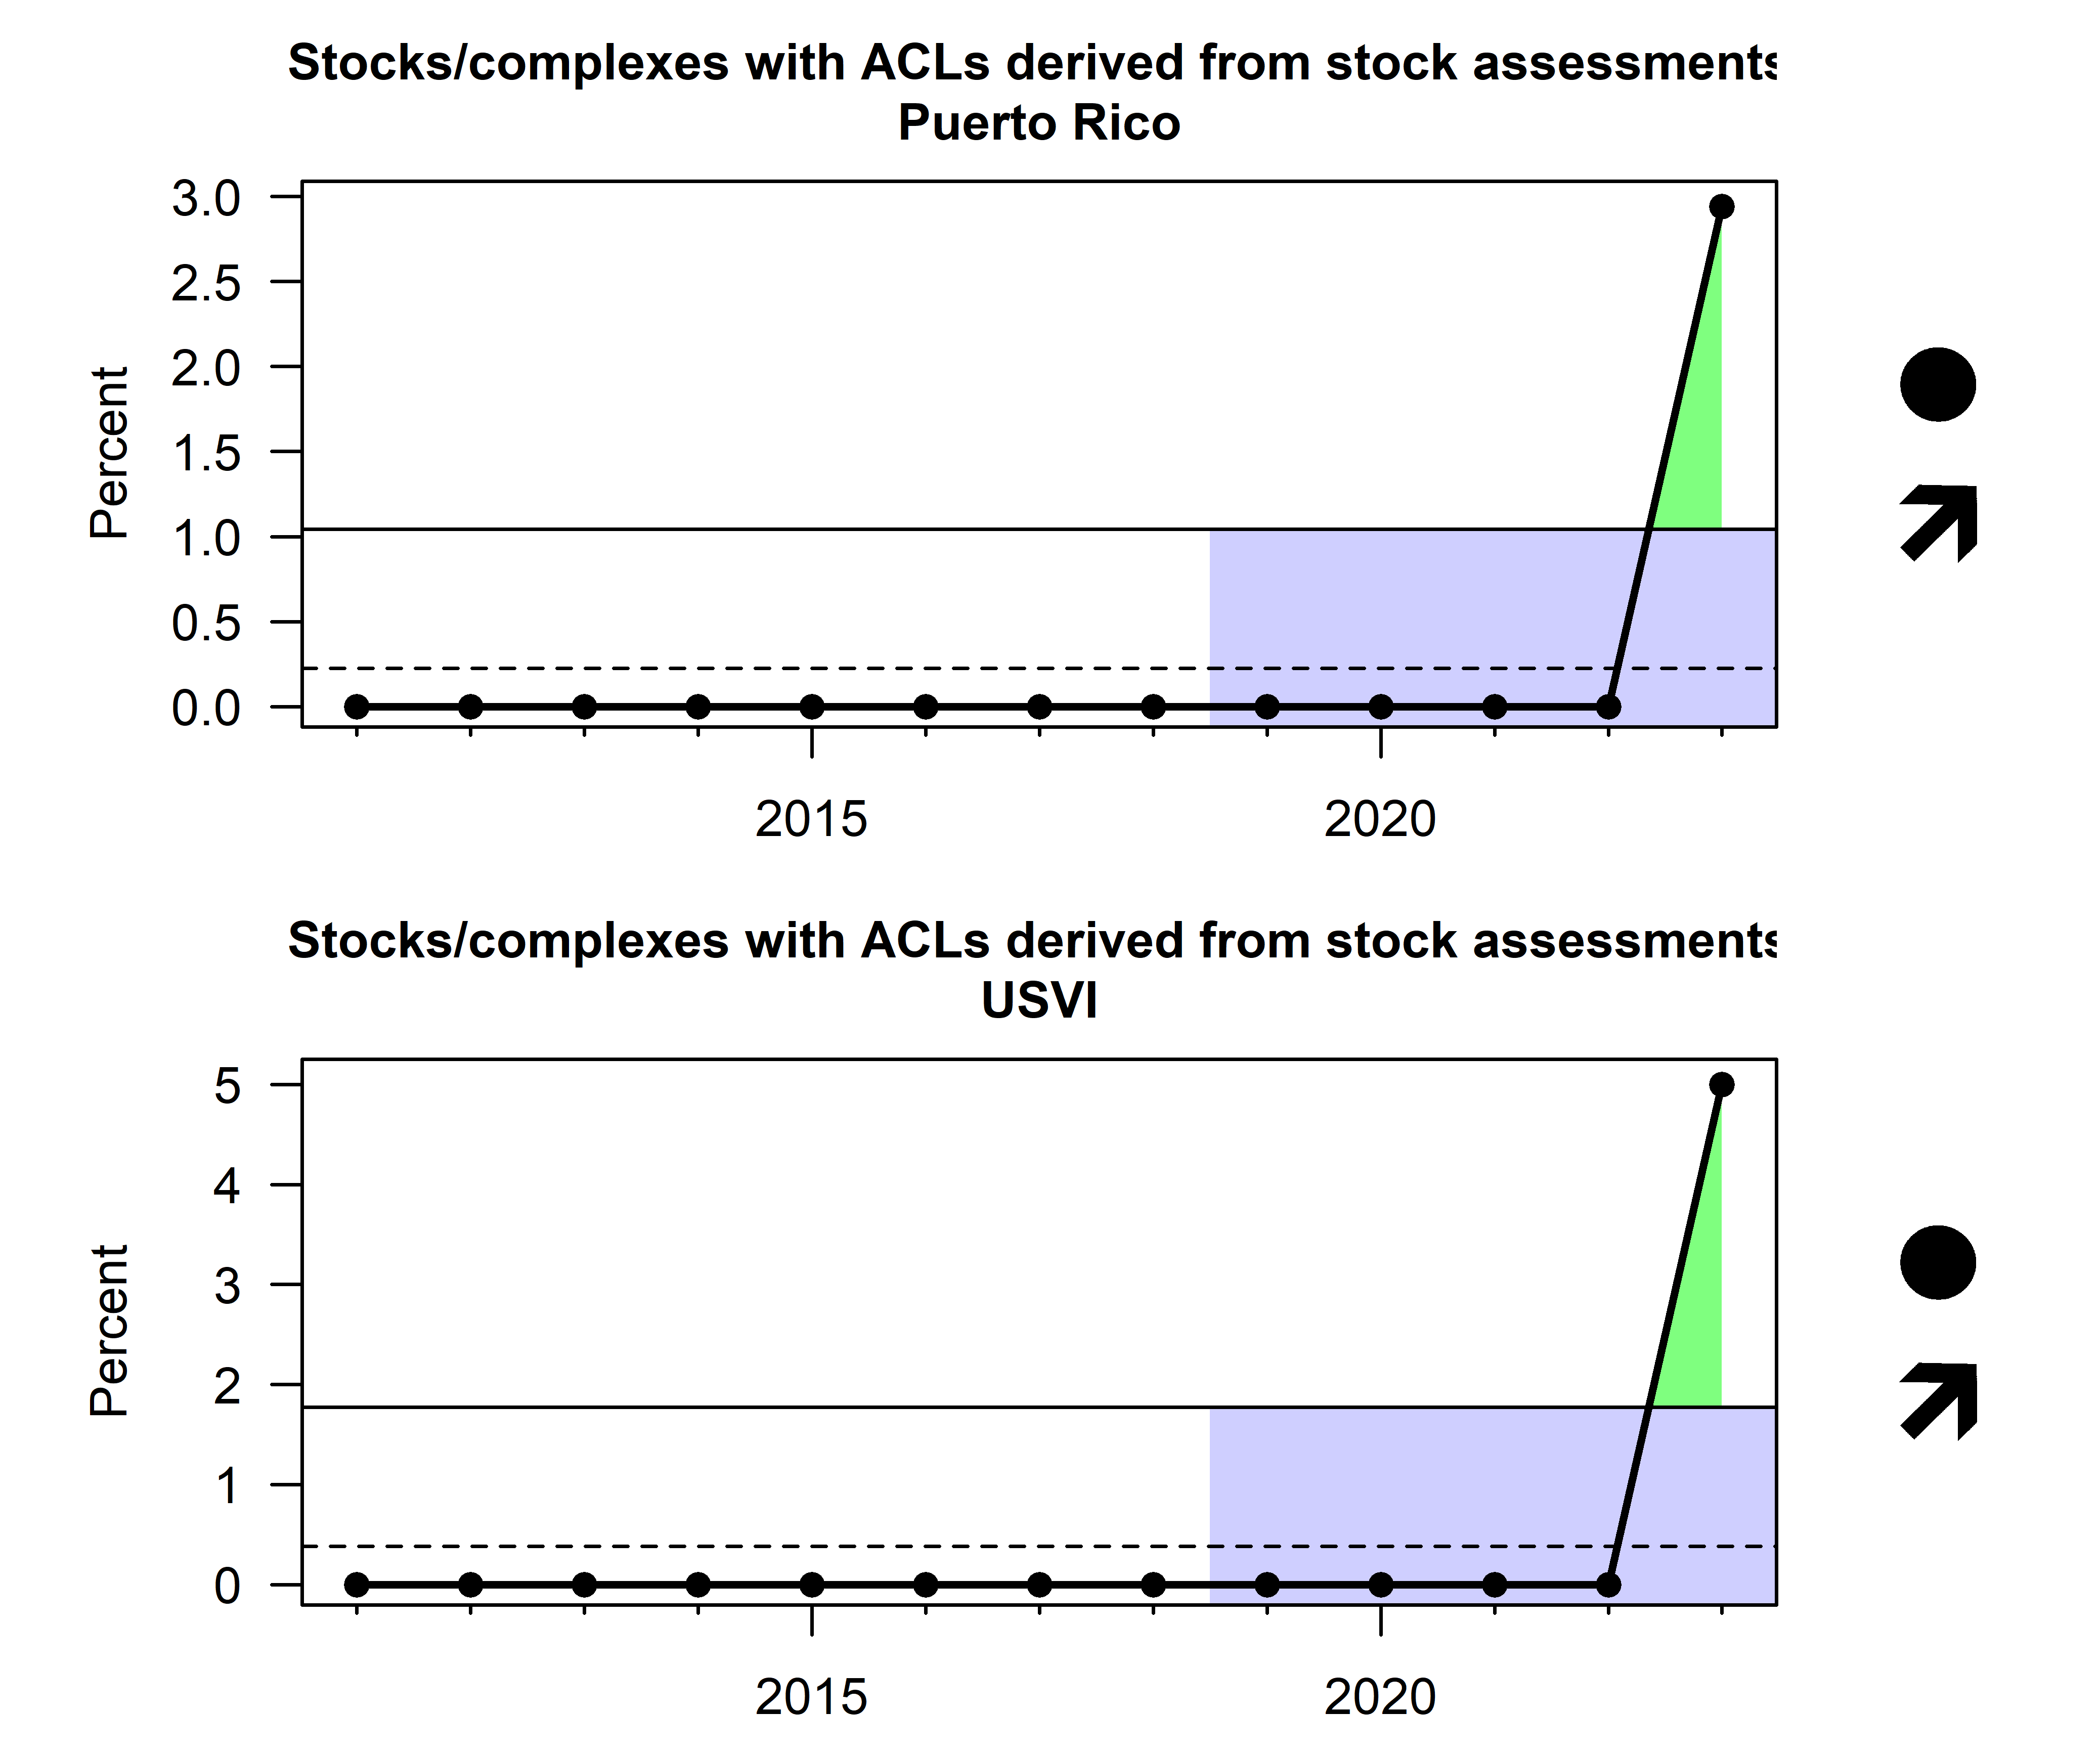 Stocks/complexes with ACLs derived from stock assessments
Puerto Rico
3.0
2.5
2.0
1.5
1.0
0.5
0.0
Percent
2015 2020
Stocks/complexes with ACLs derived from stock assessments
USVI
5
4
3
2
1
0
Percent
2015 2020